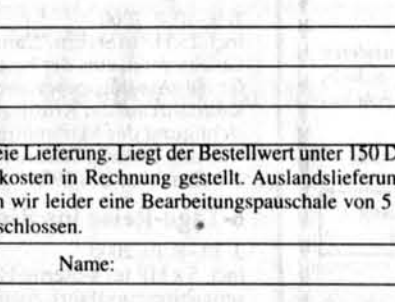 eie Lieferung. Liegt der Bestellwert unter 150 D
kosten in Rechnung gestellt. Auslandslieferun
n wir leider eine Bearbeitungspauschale von 5
schlossen.
Name: